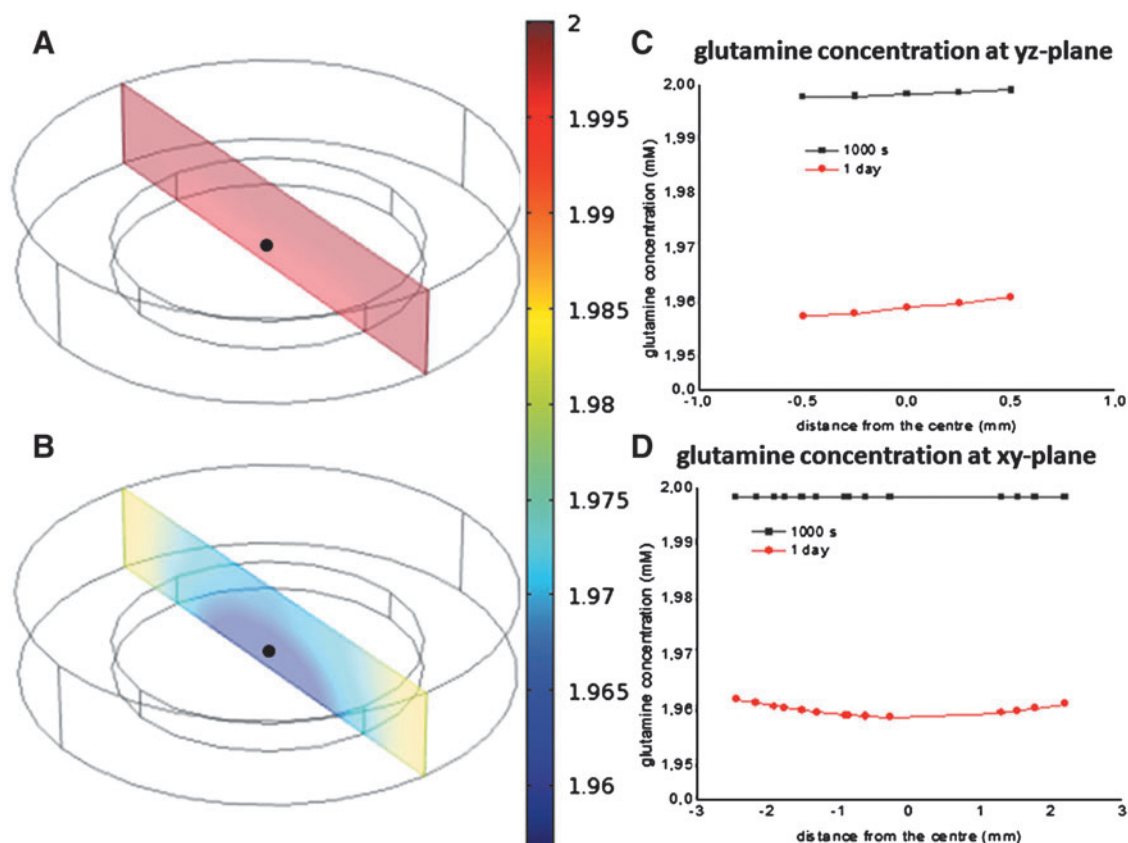 A
B
2
1.995
1.99
1.985
1.98
1.975
1.97
1.965
1.96
C
glutamine concentration at yz-plane
glutamine concentration (mM)
2,00
1,99
1,98
1,97
1,96
1,95
0,0
1000 s
1 day
-1,0
-0,5
0,0
0,5
1,0
distance from the centre (mm)
D
glutamine concentration at xy-plane
glutamine concentration (mM)
2,00
1,99
1,98
1,97
1,96
1,95
0,0
1000 s
1 day
-3
-2
-1
0
1
2
3
distance from the centre (mm)